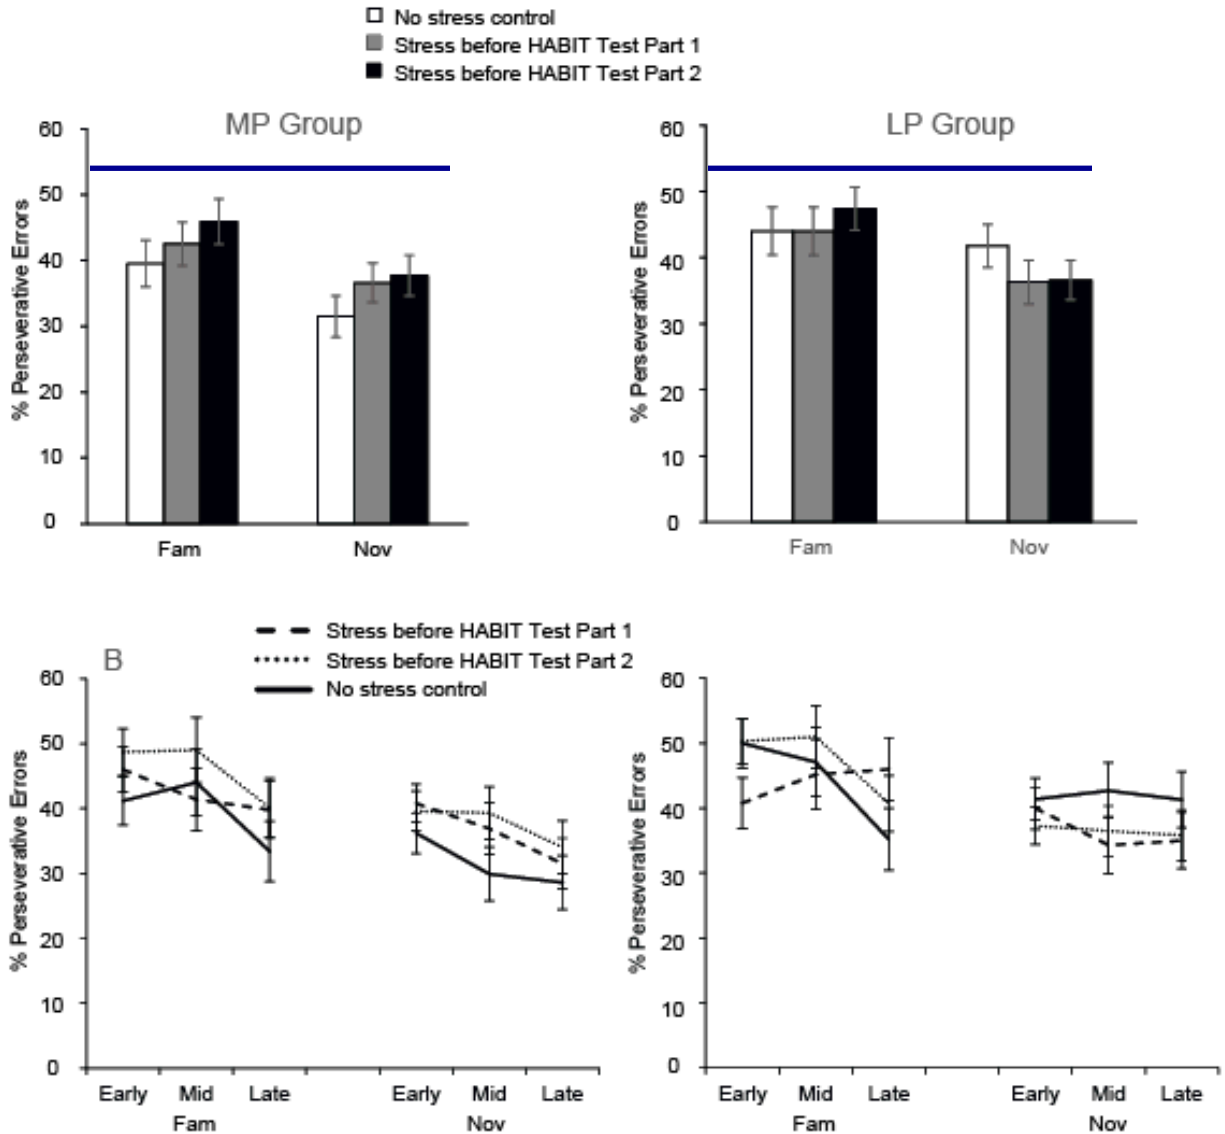 No stress control
Stress before HABIT Test Part 1
Stress before HABIT Test Part 2
MP Group
% Perseverative Errors
60
50
40
30
20
10
0
Fam Nov
LP Group
% Perseverative Errors
60
50
40
30
20
10
0
Fam Nov
B
Stress before HABIT Test Part 1
Stress before HABIT Test Part 2
No stress control
% Perseverative Errors
60
50
40
30
20
10
0
Early Mid Late Early Mid Late
Fam Nov
% Perseverative Errors
60
50
40
30
20
10
0
Early Mid Late Early Mid Late
Fam Nov